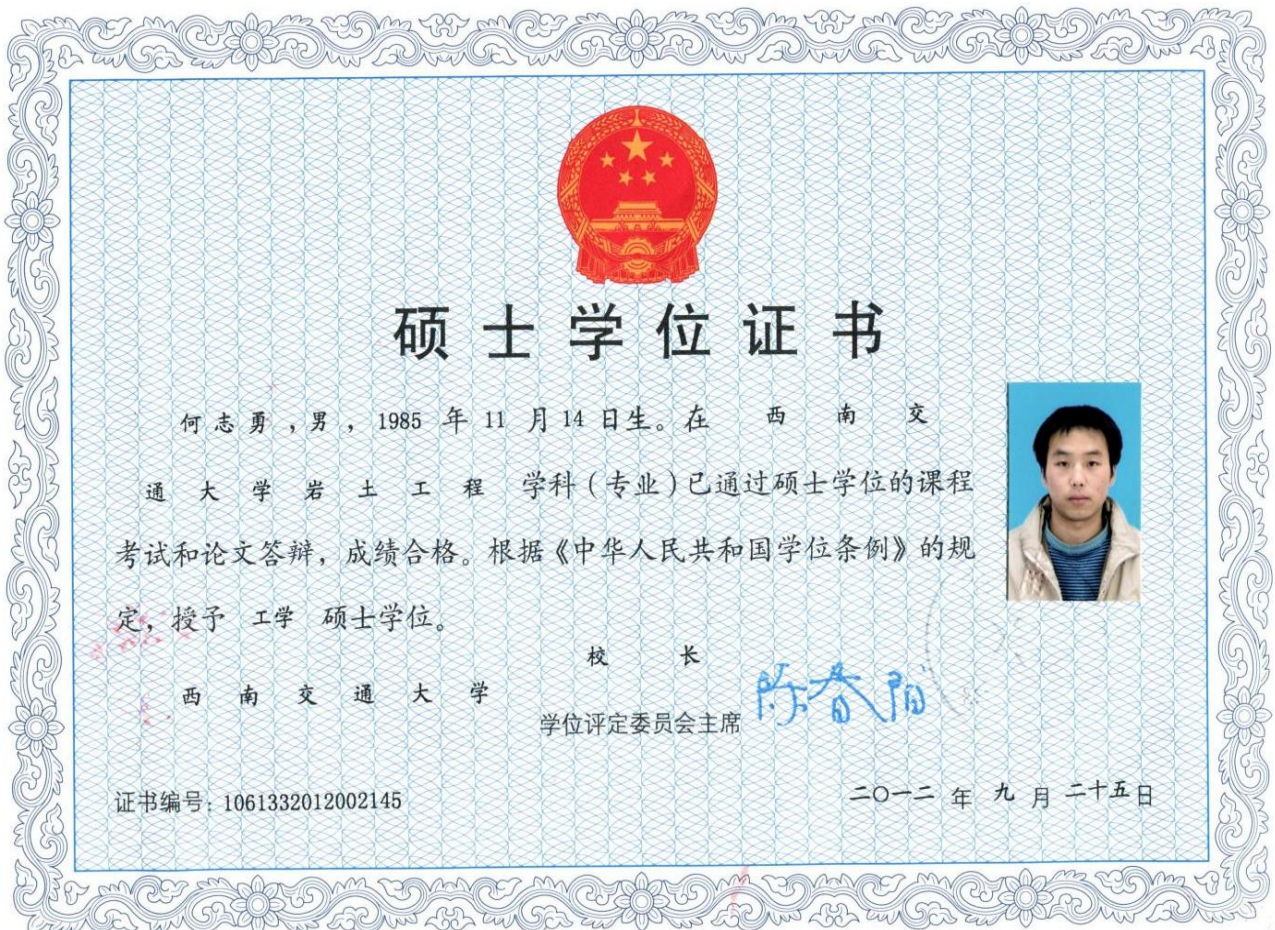 硕士学位证书
何志勇,男,1985 年 11 月 14 日生。在 西南交
通大学岩土工程 学科(专业)已通过硕士学位的课程
考试和论文答辩,成绩合格。根据《中华人民共和国学位条例》的规
定,授予 工学 硕士学位。
校 长
西南交通大学
学位评定委员会主席
陈春阳
证书编号:1061332012002145
二〇一二 年 九 月 二十五日